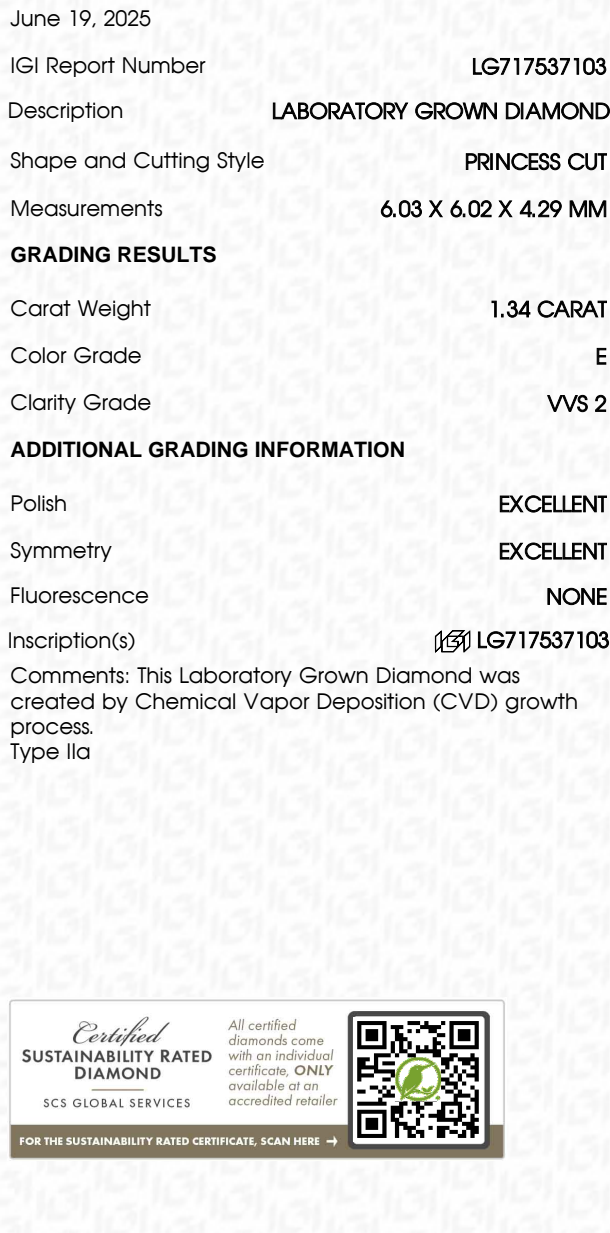 June 19, 2025
IGI Report Number LG717537103
Description LABORATORY GROWN DIAMOND
Shape and Cutting Style PRINCESS CUT
Measurements 6.03 X 6.02 X 4.29 MM
GRADING RESULTS
Carat Weight 1.34 CARAT
Color Grade E
Clarity Grade VVS 2
ADDITIONAL GRADING INFORMATION
Polish EXCELLENT
Symmetry EXCELLENT
Fluorescence NONE
Inscription(s) IGI LG717537103
Comments: This Laboratory Grown Diamond was
created by Chemical Vapor Deposition (CVD) growth
process.
Type IIa
Certified
SUSTAINABILITY RATED
DIAMOND
SCS GLOBAL SERVICES
All certified
diamonds come
with an individual
certificate, ONLY
available at an
accredited retailer
FOR THE SUSTAINABILITY RATED CERTIFICATE, SCAN HERE →